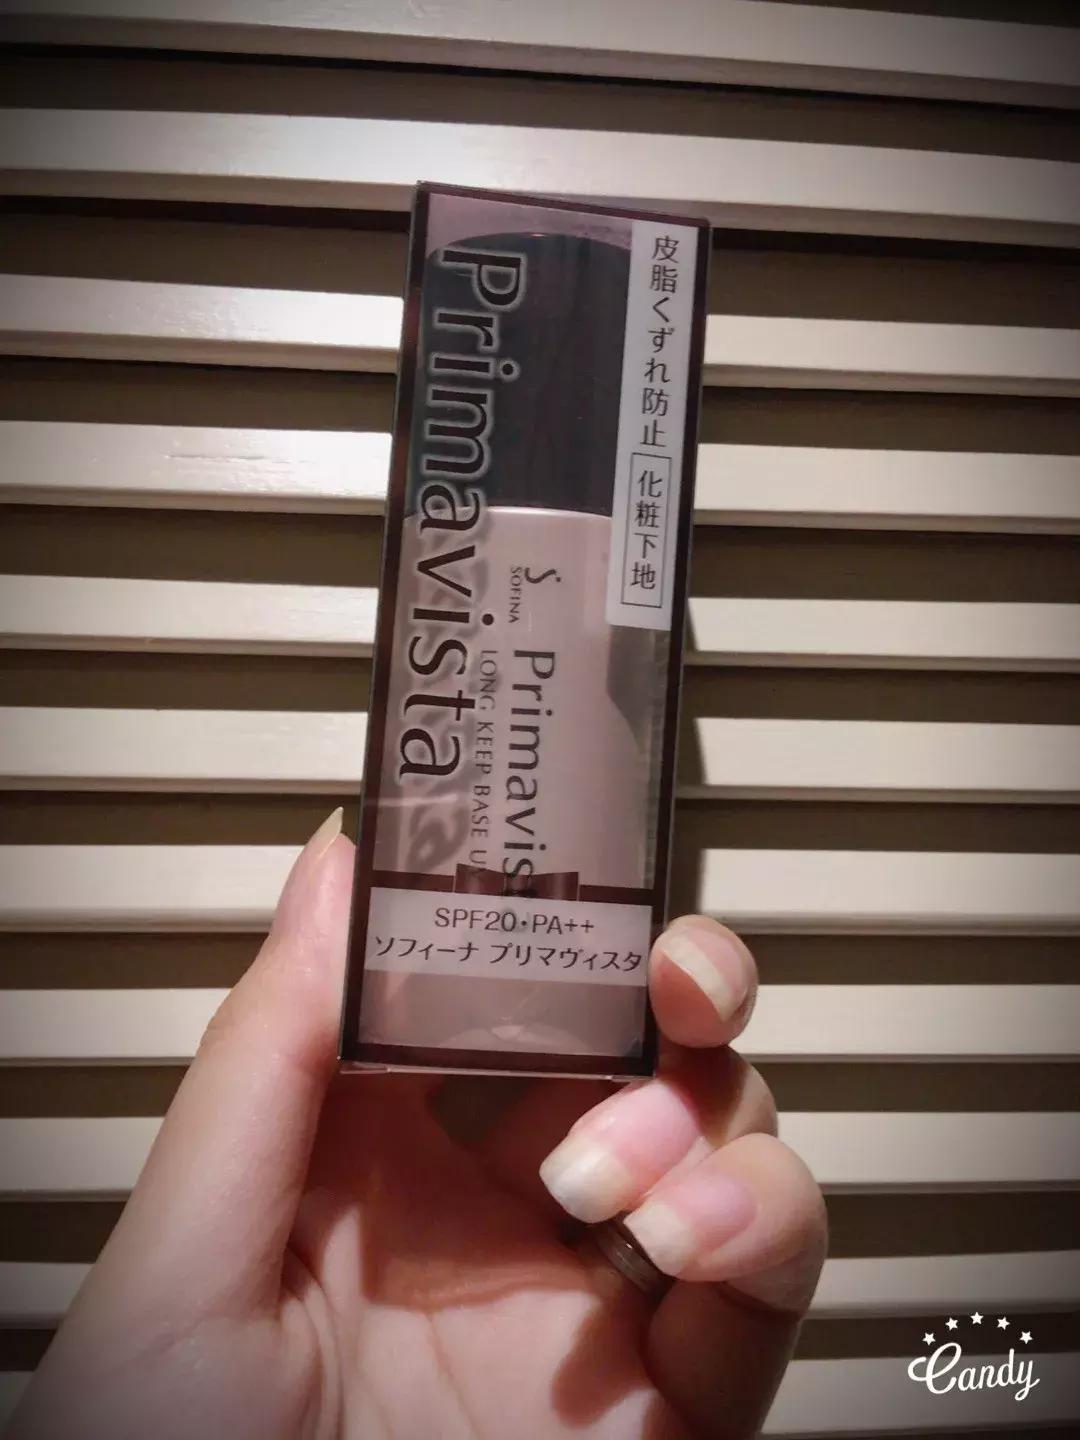 Primavista
皮脂くずれ防止 化粧下地
SOFINA
Primavis
LONG KEEP BASE UV
SPF20・PA++
ソフィーナ プリマヴィスタ
Candy